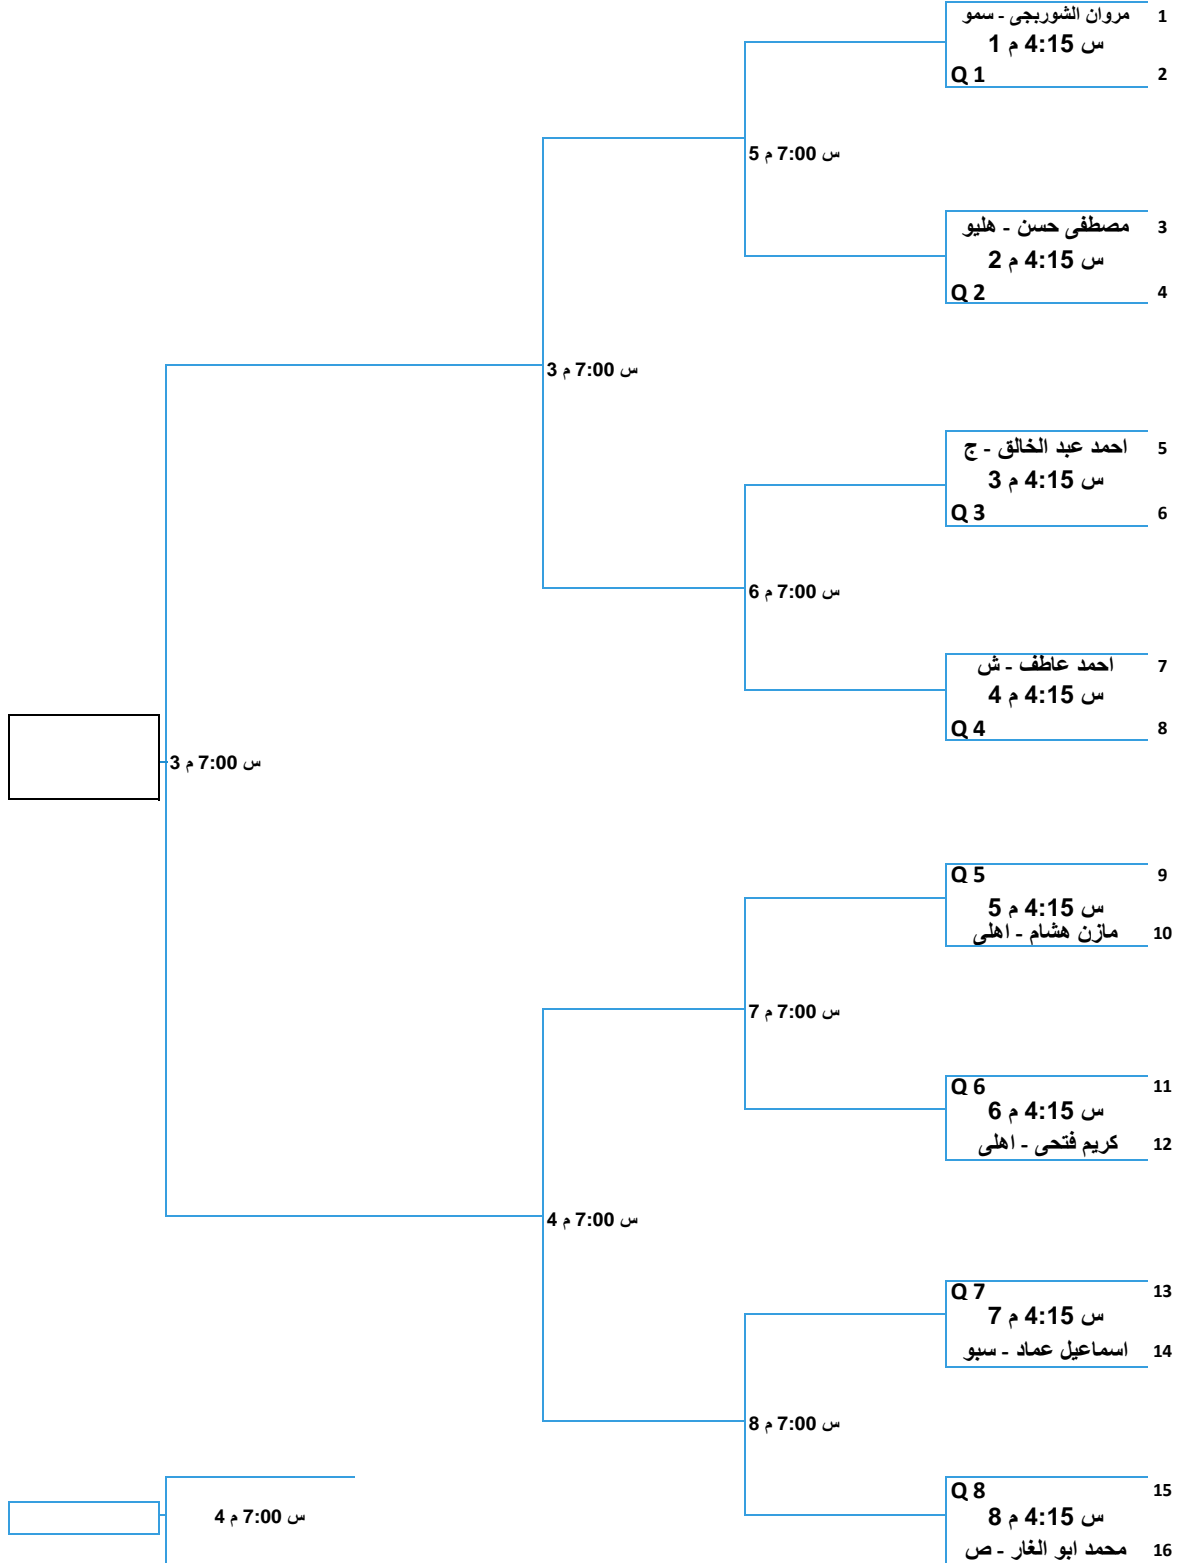 1 مروان الشوربجى - سمو
س 4:15 م 1
2 Q 1
س 7:00 م 5
3 مصطفى حسن - هليو
س 4:15 م 2
4 Q 2
س 7:00 م 3
5 احمد عبد الخالق - ج
س 4:15 م 3
6 Q 3
س 7:00 م 6
7 احمد عاطف - ش
س 4:15 م 4
8 Q 4
س 7:00 م 3
9 Q 5
س 4:15 م 5
10 مازن هشام - اهلى
س 7:00 م 7
11 Q 6
س 4:15 م 6
12 كريم فتحى - اهلى
س 7:00 م 4
13 Q 7
س 4:15 م 7
14 اسماعيل عماد - سبو
س 7:00 م 8
15 Q 8
س 4:15 م 8
س 7:00 م 4
16 محمد ابو الغار - ص